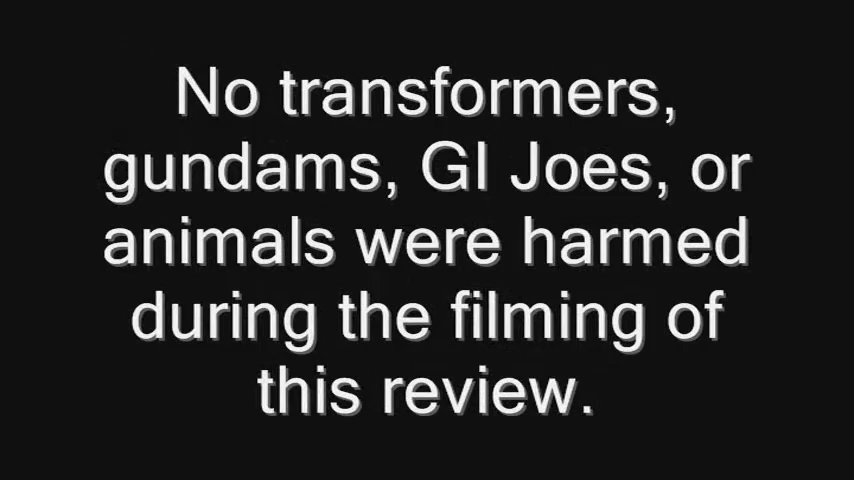 No transformers,
gundams, GI Joes, or
animals were harmed
during the filming of
this review.